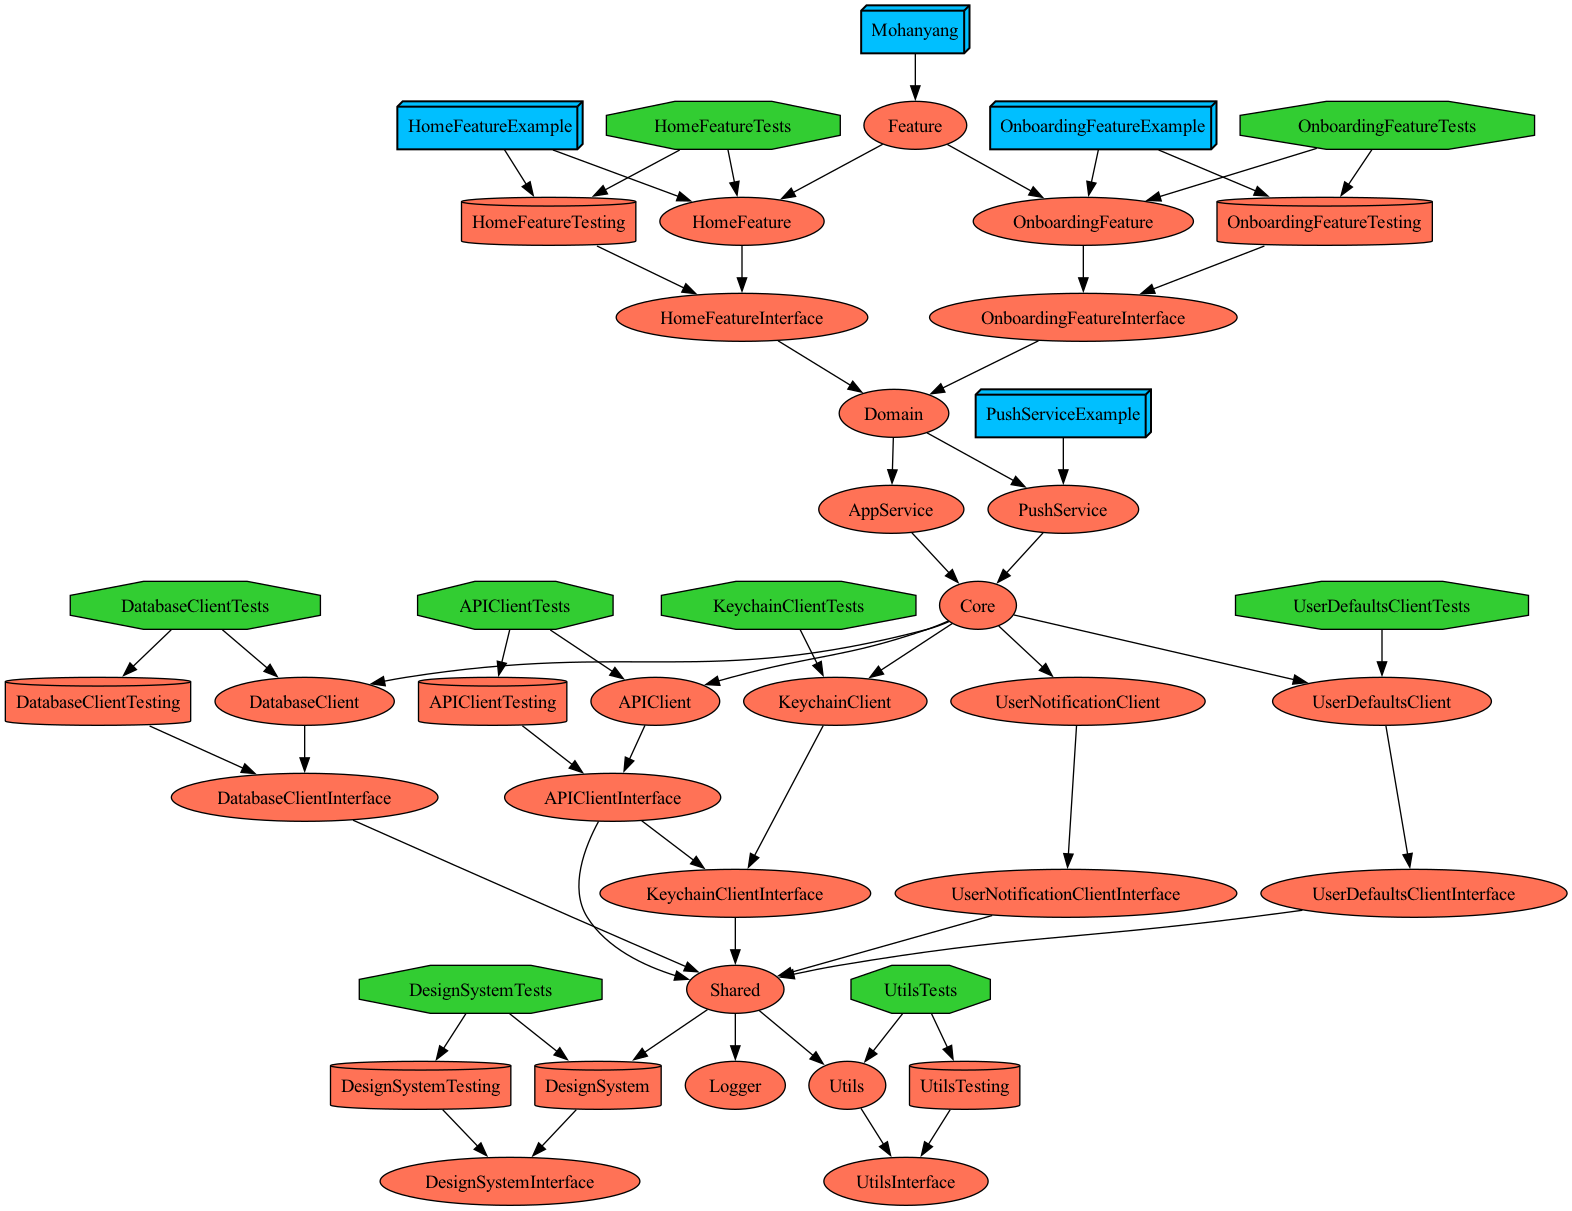 Mohanyang
HomeFeatureExample
HomeFeatureTests
Feature
OnboardingFeatureExample
OnboardingFeatureTests
HomeFeatureTesting
HomeFeature
OnboardingFeature
OnboardingFeatureTesting
HomeFeatureInterface
OnboardingFeatureInterface
Domain
PushServiceExample
AppService
PushService
DatabaseClientTests
APIClientTests
KeychainClientTests
Core
UserDefaultsClientTests
DatabaseClientTesting
DatabaseClient
APIClientTesting
APIClient
KeychainClient
UserNotificationClient
UserDefaultsClient
DatabaseClientInterface
APIClientInterface
KeychainClientInterface
UserNotificationClientInterface
UserDefaultsClientInterface
DesignSystemTests
Shared
UtilsTests
DesignSystemTesting
DesignSystem
Logger
Utils
UtilsTesting
DesignSystemInterface
UtilsInterface